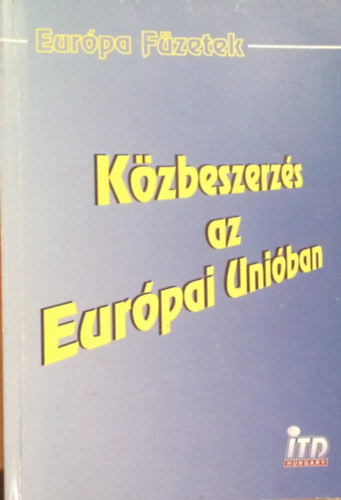 Európa Füzetek
Közbeszerzés
az
Európai Unióban
ITD
HUNGARY